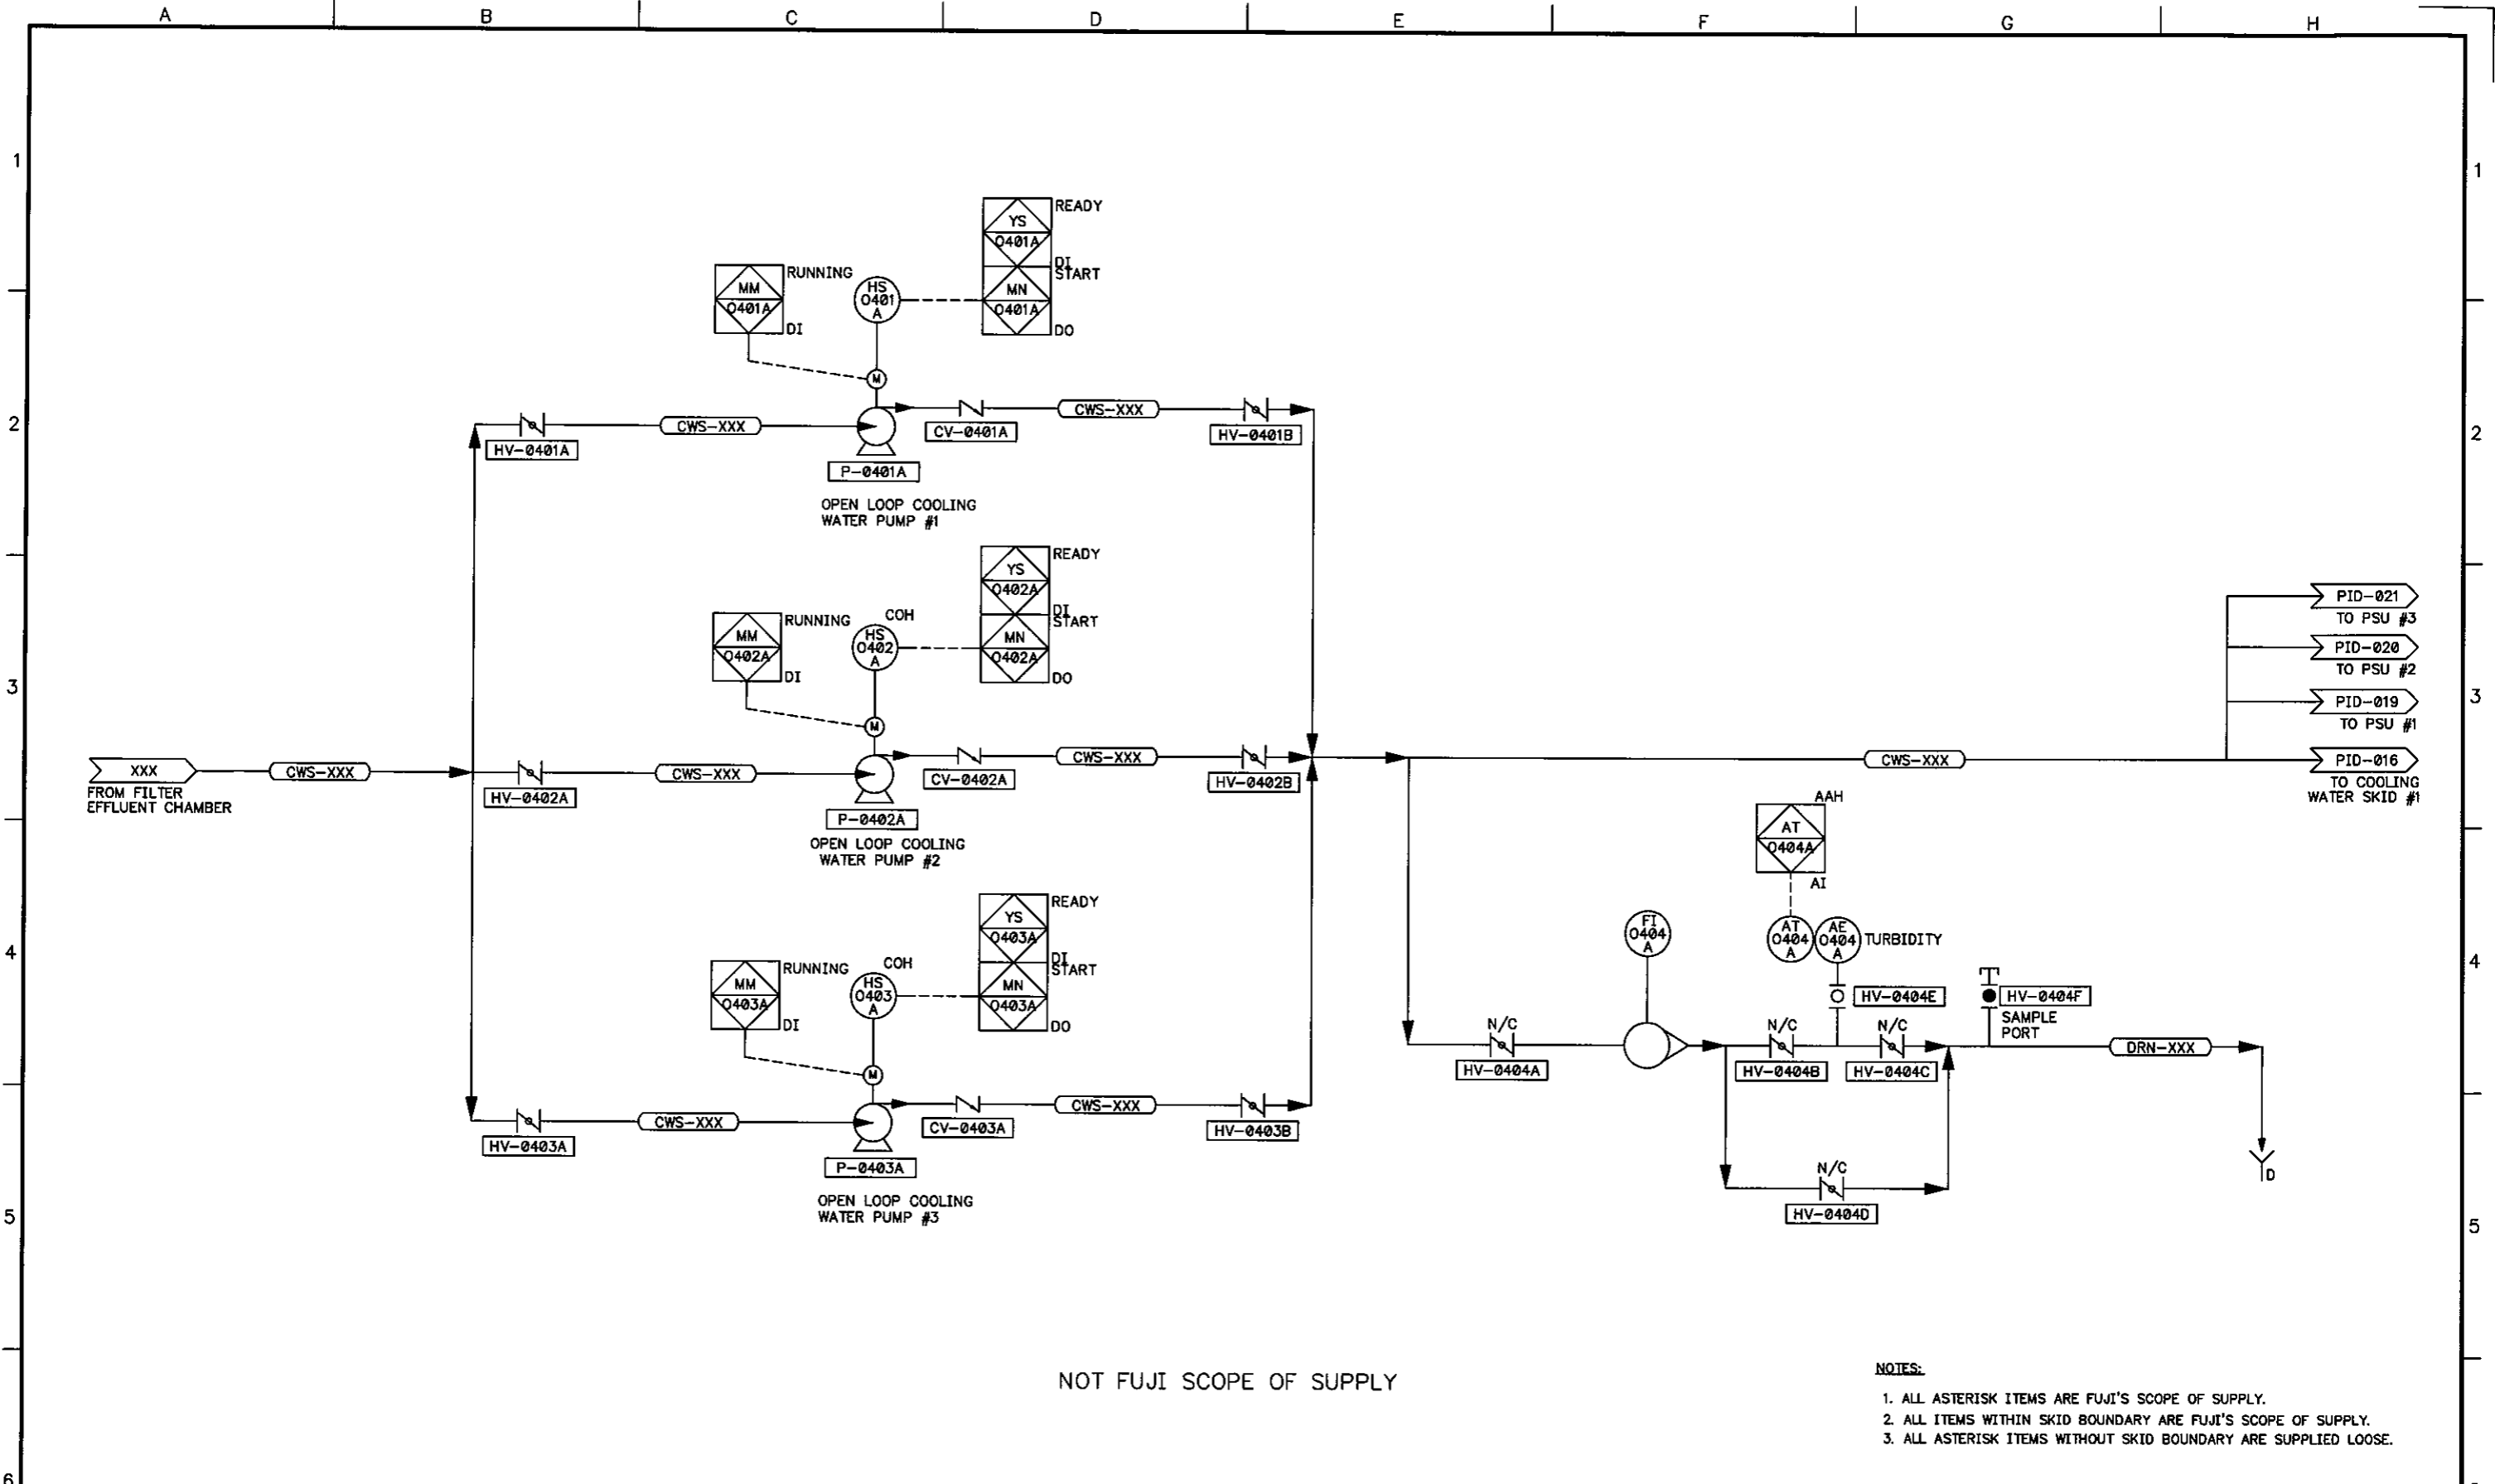 A B C D E F G H
1
1
READY
YS
0401A
DI
START
MN
0401A
DO
RUNNING
MM
0401A
DI
HS
0401
A
M
2
2
CWS-XXX
CV-0401A
CWS-XXX
HV-0401B
HV-0401A
P-0401A
OPEN LOOP COOLING
WATER PUMP #1
READY
YS
0402A
DI
START
MN
0402A
DO
RUNNING
MM
0402A
DI
COH
HS
0402
A
M
3
3
PID-021
TO PSU #3
PID-020
TO PSU #2
PID-019
TO PSU #1
PID-016
TO COOLING
WATER SKID #1
XXX
FROM FILTER
EFFLUENT CHAMBER
CWS-XXX
HV-0402A
CWS-XXX
CV-0402A
CWS-XXX
HV-0402B
CWS-XXX
P-0402A
OPEN LOOP COOLING
WATER PUMP #2
AAH
AT
0404A
AI
READY
YS
0403A
DI
START
MN
0403A
DO
RUNNING
MM
0403A
DI
COH
HS
0403
A
M
4
4
FI
0404
A
AT
0404
A
AE
0404
A
TURBIDITY
HV-0404E
HV-0404F
SAMPLE
PORT
N/C
HV-0404A
N/C
HV-0404B
N/C
HV-0404C
DRN-XXX
HV-0403A
CWS-XXX
CV-0403A
CWS-XXX
HV-0403B
P-0403A
OPEN LOOP COOLING
WATER PUMP #3
N/C
HV-0404D
D
5
5
NOT FUJI SCOPE OF SUPPLY
NOTES:
1. ALL ASTERISK ITEMS ARE FUJI'S SCOPE OF SUPPLY.
2. ALL ITEMS WITHIN SKID BOUNDARY ARE FUJI'S SCOPE OF SUPPLY.
3. ALL ASTERISK ITEMS WITHOUT SKID BOUNDARY ARE SUPPLIED LOOSE.
6